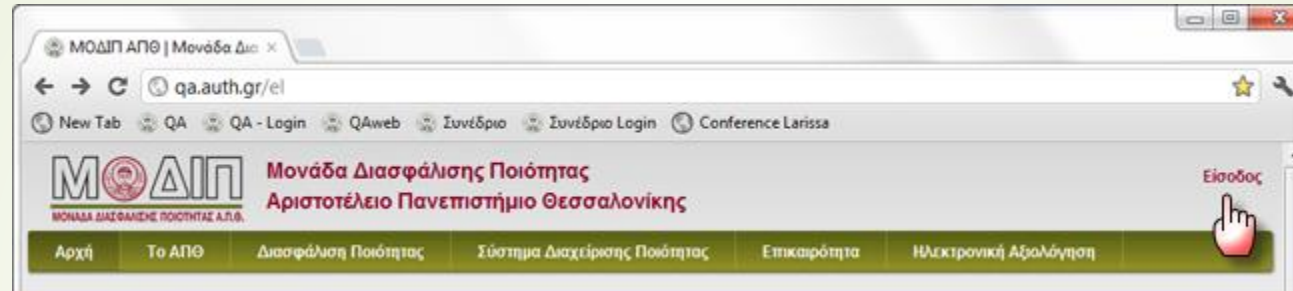 ΜΟΔΙΠ ΑΠΘ | Μονάδα Δια
qa.auth.gr/el
New Tab QA QA - Login QAweb Συνέδριο Συνέδριο Login Conference Larissa
ΜΟΔΙΠ
ΜΟΝΑΔΑ ΔΙΑΣΦΑΛΙΣΗΣ ΠΟΙΟΤΗΤΑΣ Α.Π.Θ.
Μονάδα Διασφάλισης Ποιότητας
Αριστοτέλειο Πανεπιστήμιο Θεσσαλονίκης
Είσοδος
Αρχή Το ΑΠΘ Διασφάλιση Ποιότητας Σύστημα Διαχείρισης Ποιότητας Επικαιρότητα Ηλεκτρονική Αξιολόγηση